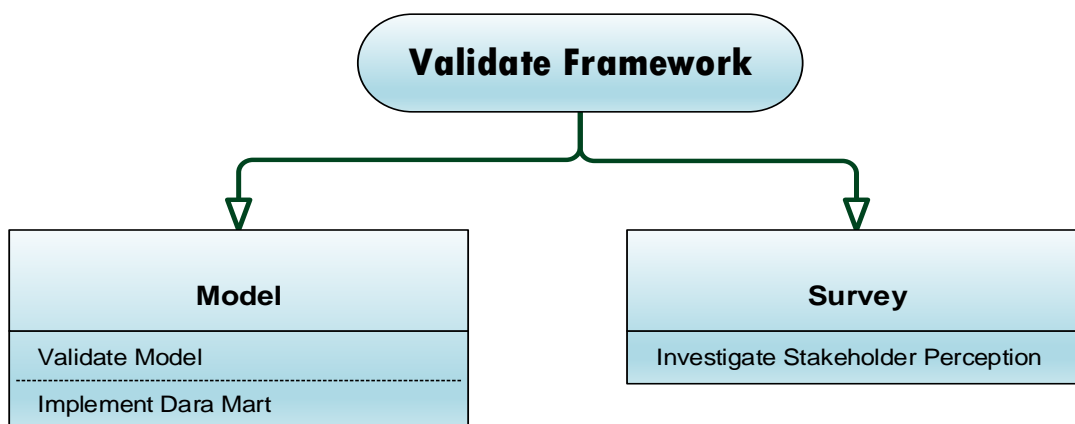 Validate Framework
Model
Validate Model
Implement Dara Mart
Survey
Investigate Stakeholder Perception